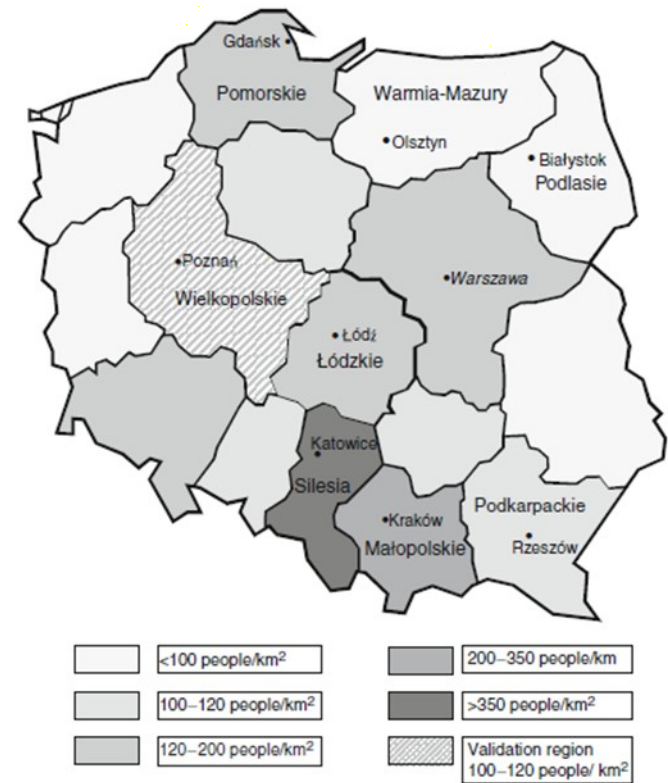 Gdańsk
Pomorskie
Warmia-Mazury
Olsztyn
Białystok
Podlasie
Poznań
Wielkopolskie
Warszawa
Łódź
Łódzkie
Katowice
Silesia
Kraków
Małopolskie
Podkarpackie
Rzeszów
<100 people/km²
100–120 people/km²
120–200 people/km²
200–350 people/km
>350 people/km²
Validation region
100–120 people/ km²